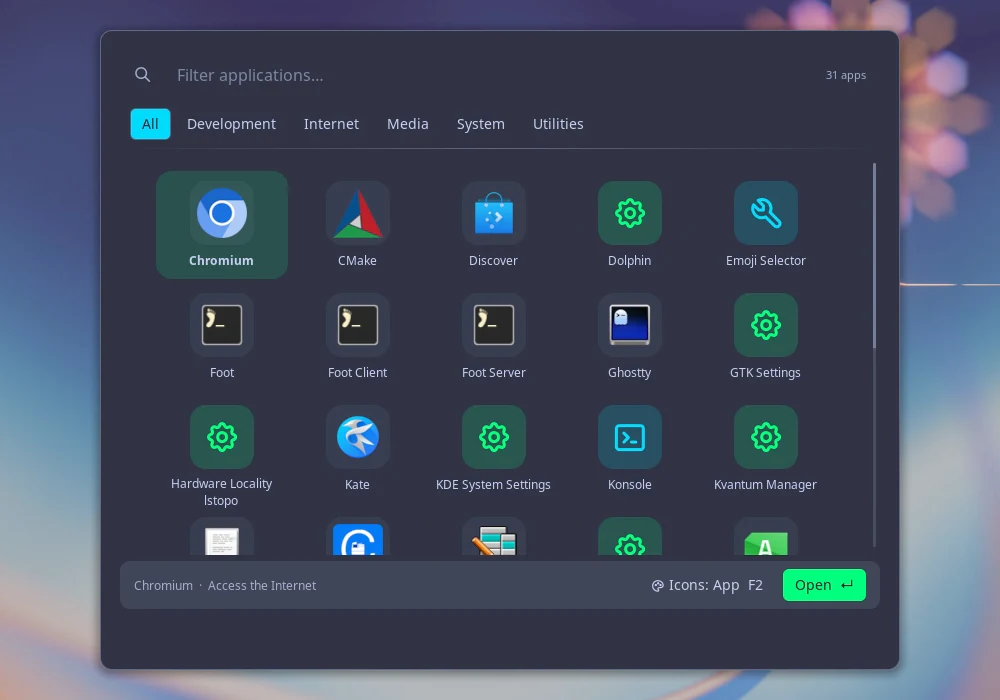 Filter applications...
31 apps
All
Development
Internet
Media
System
Utilities
Chromium
CMake
Discover
Dolphin
Emoji Selector
Foot
Foot Client
Foot Server
Ghostty
GTK Settings
Hardware Locality
lstopo
Kate
KDE System Settings
Konsole
Kvantum Manager
Chromium · Access the Internet
Icons: App F2
Open